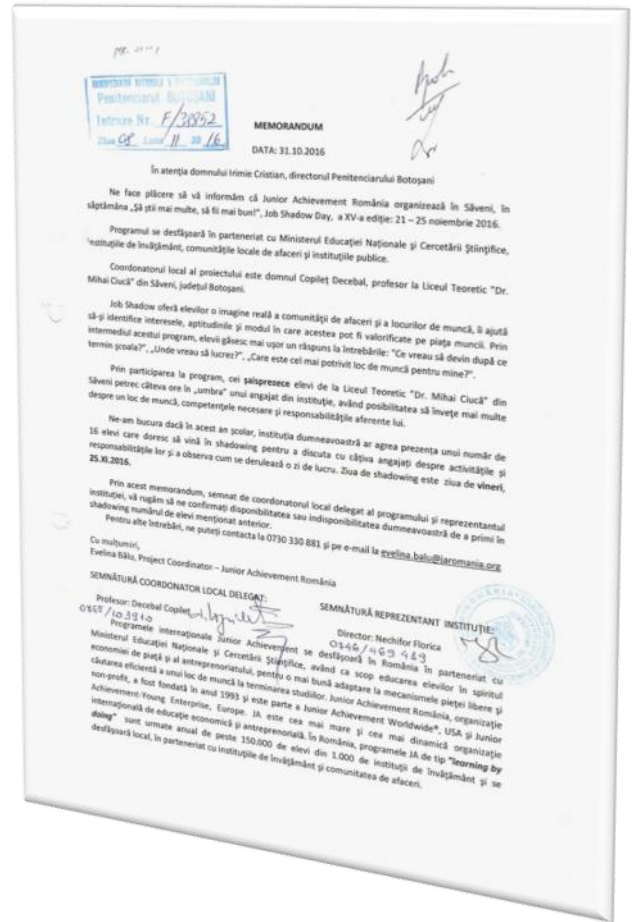 ADMINISTRAȚIA NAȚIONALĂ A PENITENCIARELOR
Penitenciarul BOTOȘANI
Intrare Nr. F/38852
Ziua 08 Luna 11 20 16
MEMORANDUM
DATA: 31.10.2016
În atenția domnului Irimie Cristian, directorul Penitenciarului Botoșani
Ne face plăcere să vă informăm că Junior Achievement România organizează în Săveni, în
săptămâna „Să știi mai multe, să fii mai bun!", Job Shadow Day, a XV-a ediție: 21 – 25 noiembrie 2016.
Programul se desfășoară în parteneriat cu Ministerul Educației Naționale și Cercetării Științifice,
instituțiile de învățământ, comunitățile locale de afaceri și instituțiile publice.
Coordonatorul local al proiectului este domnul Copileț Decebal, profesor la Liceul Teoretic "Dr.
Mihai Ciucă" din Săveni, județul Botoșani.
Job Shadow oferă elevilor o imagine reală a comunității de afaceri și a locurilor de muncă, îi ajută
să-și identifice interesele, aptitudinile și modul în care acestea pot fi valorificate pe piața muncii. Prin
intermediul acestui program, elevii găsesc mai ușor un răspuns la întrebările: "Ce vreau să devin după ce
termin școala?", „Unde vreau să lucrez?", „Care este cel mai potrivit loc de muncă pentru mine?".
Prin participarea la program, cei șaisprezece elevi de la Liceul Teoretic "Dr. Mihai Ciucă" din
Săveni petrec câteva ore în „umbra" unui angajat din instituție, având posibilitatea să învețe mai multe
despre un loc de muncă, competențele necesare și responsabilitățile aferente lui.
Ne-am bucura dacă în acest an școlar, instituția dumneavoastră ar agrea prezența unui număr de
16 elevi care doresc să vină în shadowing pentru a discuta cu câțiva angajați despre activitățile și
responsabilitățile lor și a observa cum se derulează o zi de lucru. Ziua de shadowing este ziua de vineri,
25.XI.2016.
Prin acest memorandum, semnat de coordonatorul local delegat al programului și reprezentantul
instituției, vă rugăm să ne confirmați disponibilitatea sau indisponibilitatea dumneavoastră de a primi în
shadowing numărul de elevi menționat anterior.
Pentru alte întrebări, ne puteți contacta la 0730 330 881 și pe e-mail la evelina.balu@jaromania.org
Cu mulțumiri,
Evelina Bălu, Project Coordinator – Junior Achievement România
SEMNĂTURĂ COORDONATOR LOCAL DELEGAT:
SEMNĂTURĂ REPREZENTANT INSTITUȚIE:
Profesor: Decebal Copileț
Director: Nechifor Florica
0765/103910
0746/469 489
Programele internaționale Junior Achievement se desfășoară în România în parteneriat cu
Ministerul Educației Naționale și Cercetării Științifice, având ca scop educarea elevilor în spiritul
economiei de piață și al antreprenoriatului, pentru o mai bună adaptare la mecanismele pieței libere și
căutarea eficientă a unui loc de muncă la terminarea studiilor. Junior Achievement România, organizație
non-profit, a fost fondată în anul 1993 și este parte a Junior Achievement Worldwide®, USA și Junior
Achievement-Young Enterprise, Europe. JA este cea mai mare și cea mai dinamică organizație
internațională de educație economică și antreprenorială. În România, programele JA de tip "learning by
doing" sunt urmate anual de peste 150.000 de elevi din 1.000 de instituții de învățământ și se
desfășoară local, în parteneriat cu instituțiile de învățământ și comunitatea de afaceri.